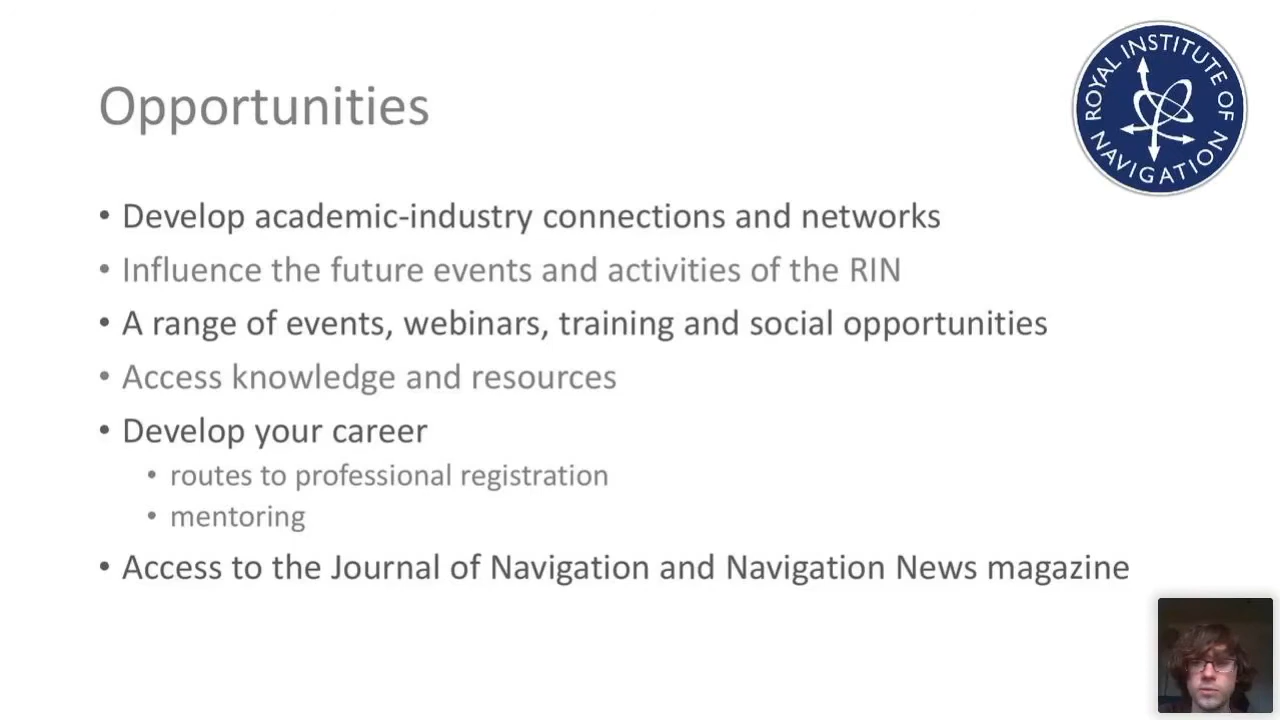 Opportunities
ROYAL INSTITUTE OF NAVIGATION
• Develop academic-industry connections and networks
• Influence the future events and activities of the RIN
• A range of events, webinars, training and social opportunities
• Access knowledge and resources
• Develop your career
• routes to professional registration
• mentoring
• Access to the Journal of Navigation and Navigation News magazine